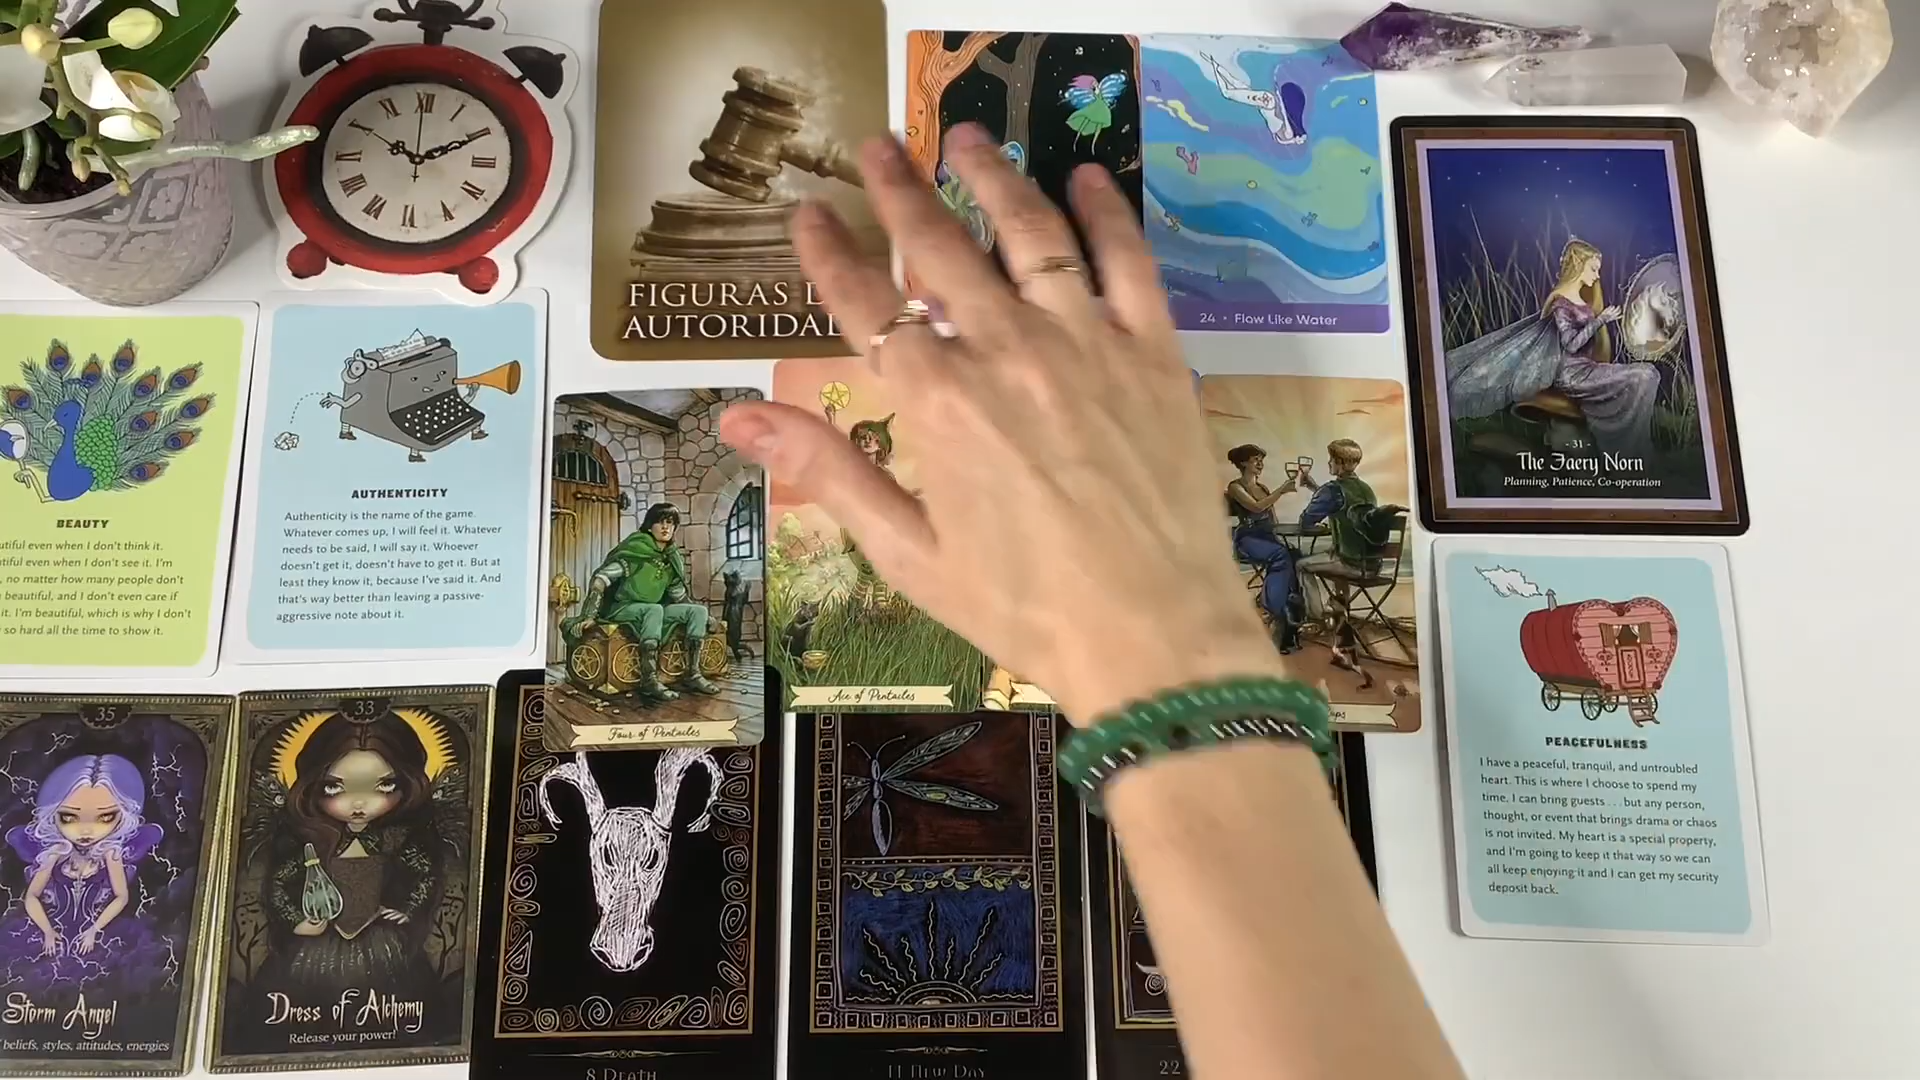 FIGURAS D
AUTORIDAD
24 • Flow Like Water
- 31 -
The Faery Norn
Planning, Patience, Co-operation
BEAUTY
utiful even when I don't think it.
tiful even when I don't see it. I'm
, no matter how many people don't
beautiful, and I don't even care if
it. I'm beautiful, which is why I don't
so hard all the time to show it.
AUTHENTICITY
Authenticity is the name of the game.
Whatever comes up, I will feel it. Whatever
needs to be said, I will say it. Whoever
doesn't get it, doesn't have to get it. But at
least they know it, because I've said it. And
that's way better than leaving a passive-
aggressive note about it.
Four of Pentacles
Ace of Pentacles
ups
PEACEFULNESS
I have a peaceful, tranquil, and untroubled
heart. This is where I choose to spend my
time. I can bring guests . . . but any person,
thought, or event that brings drama or chaos
is not invited. My heart is a special property,
and I'm going to keep it that way so we can
all keep enjoying it and I can get my security
deposit back.
35
Storm Angel
beliefs, styles, attitudes, energies
33
Dress of Alchemy
Release your power!
8 DEATH
11 NEW DAY
22